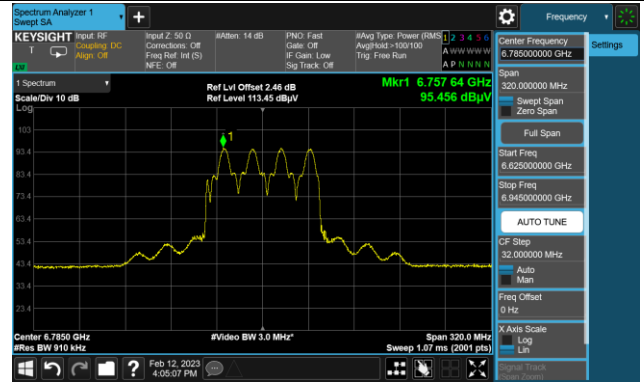 Spectrum Analyzer 1
Swept SA
Frequency
KEYSIGHT
Input: RF
Coupling: DC
Align: Off
Input Z: 50 Ω
Corrections: Off
Freq Ref: Int (S)
NFE: Off
#Atten: 14 dB
PNO: Fast
Gate: Off
IF Gain: Low
Sig Track: Off
#Avg Type: Power (RMS
Avg|Hold:>100/100
Trig: Free Run
1 2 3 4 5 6
A W W W W W
A P N N N N
LW
1 Spectrum
Scale/Div 10 dB
Log
Ref Lvl Offset 2.46 dB
Ref Level 113.45 dBµV
Mkr1 6.757 64 GHz
95.456 dBµV
1
103
93.4
83.4
73.4
63.4
53.4
43.4
33.4
23.4
Center 6.7850 GHz
#Res BW 910 kHz
#Video BW 3.0 MHz*
Span 320.0 MHz
Sweep 1.07 ms (2001 pts)
Feb 12, 2023
4:05:07 PM
Center Frequency
6.785000000 GHz
Settings
Span
320.000000 MHz
Swept Span
Zero Span
Full Span
Start Freq
6.625000000 GHz
Stop Freq
6.945000000 GHz
AUTO TUNE
CF Step
32.000000 MHz
Auto
Man
Freq Offset
0 Hz
X Axis Scale
Log
Lin
Signal Track
(Span Zoom)